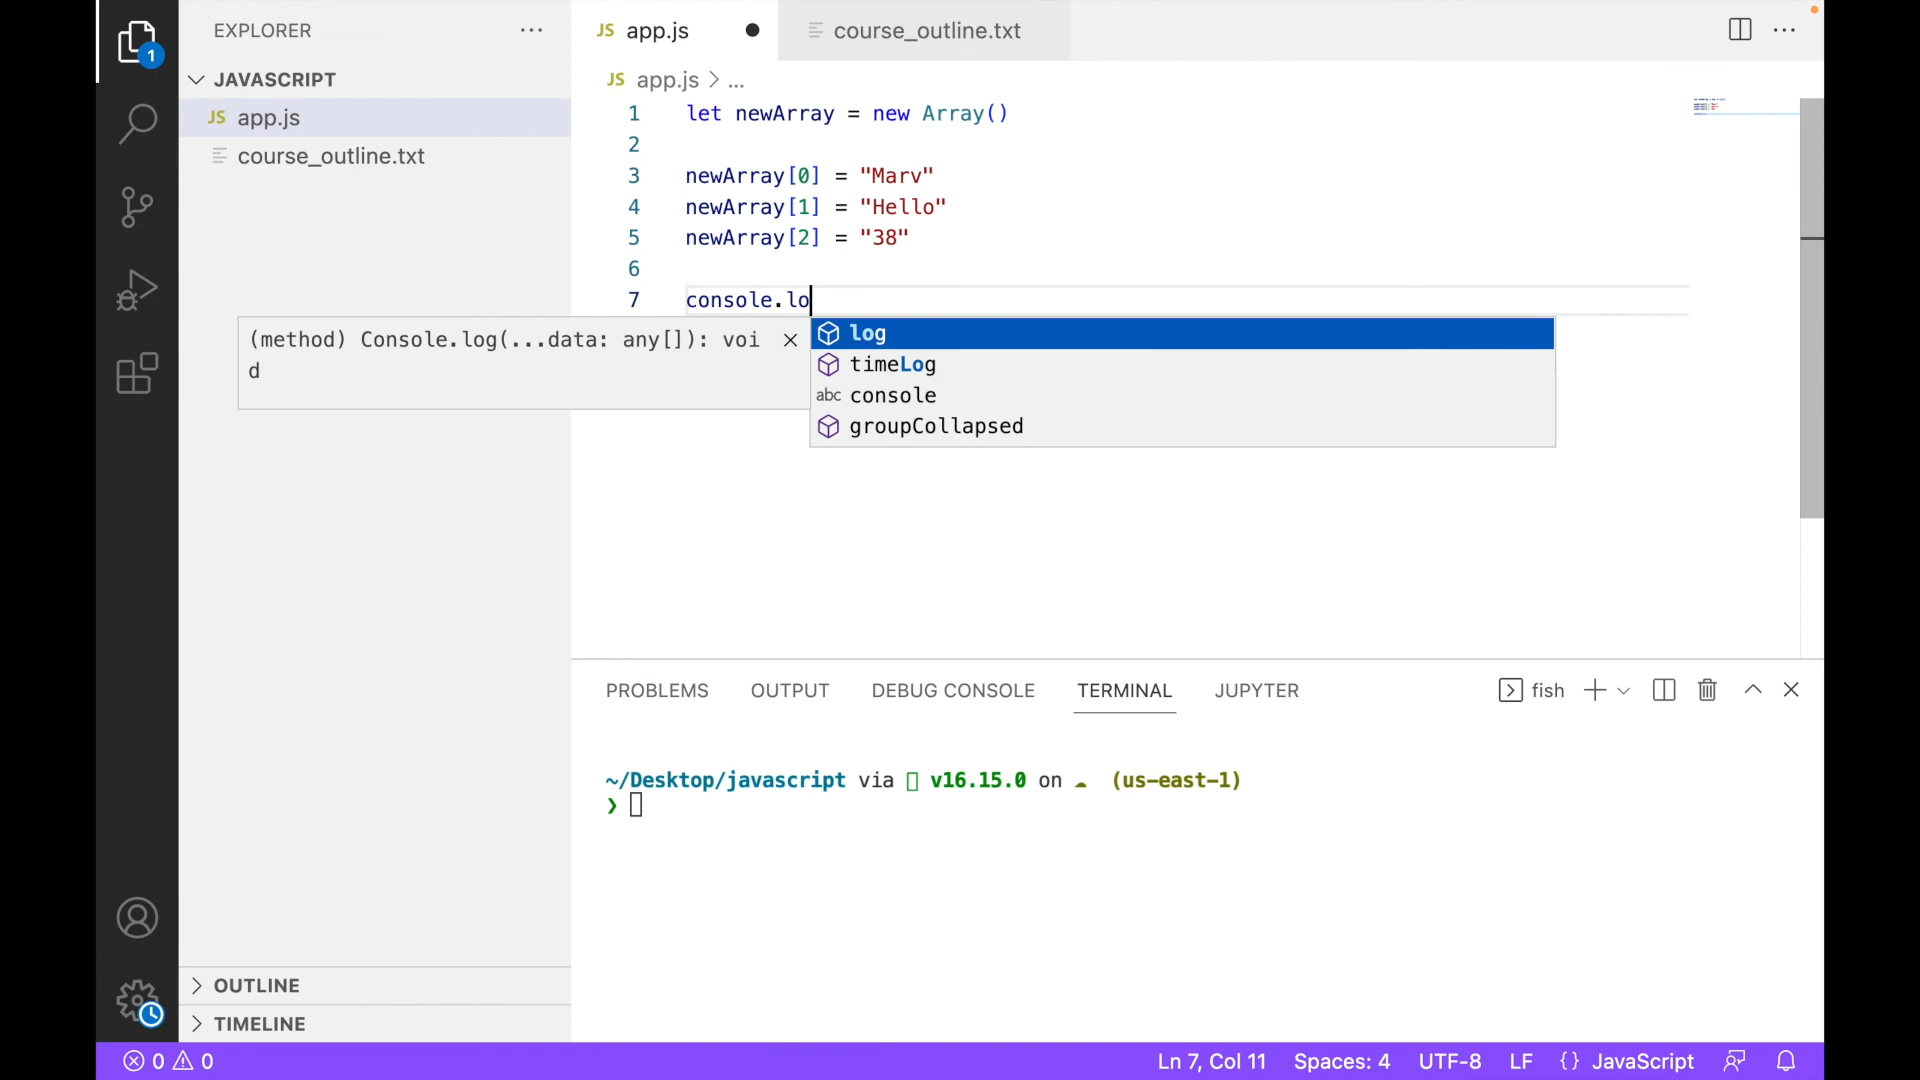 1
EXPLORER
JAVASCRIPT
JS app.js
course_outline.txt
OUTLINE
TIMELINE
JS app.js
course_outline.txt
JS app.js > ...
1 let newArray = new Array()
2
3 newArray[0] = "Marv"
4 newArray[1] = "Hello"
5 newArray[2] = "38"
6
7 console.lo
(method) Console.log(...data: any[]): voi
d
log
timeLog
abc console
groupCollapsed
PROBLEMS OUTPUT DEBUG CONSOLE TERMINAL JUPYTER
fish
~/Desktop/javascript via v16.15.0 on (us-east-1)
❯
0 0
Ln 7, Col 11 Spaces: 4 UTF-8 LF {} JavaScript